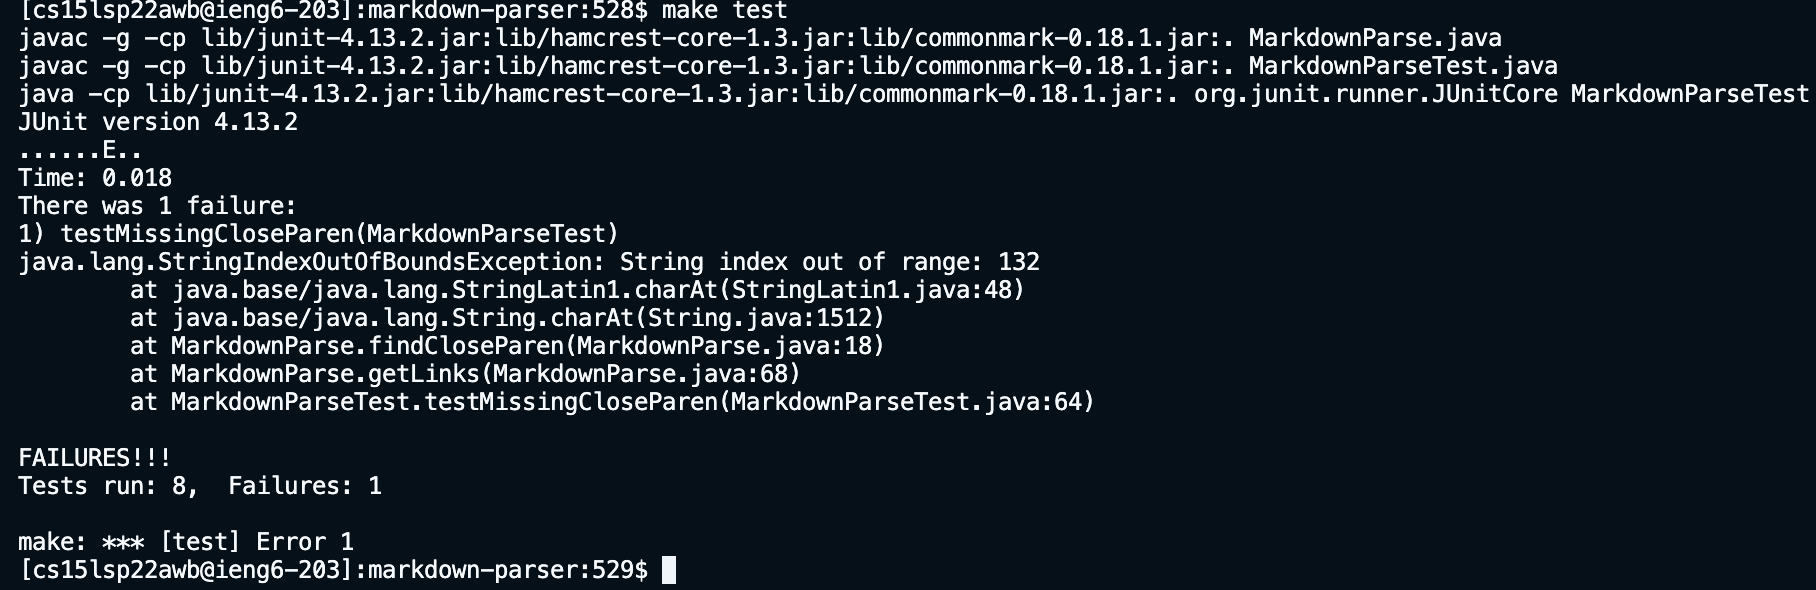 [cs15lsp22awb@ieng6-203]:markdown-parser:528$ make test
javac -g -cp lib/junit-4.13.2.jar:lib/hamcrest-core-1.3.jar:lib/commonmark-0.18.1.jar:. MarkdownParse.java
javac -g -cp lib/junit-4.13.2.jar:lib/hamcrest-core-1.3.jar:lib/commonmark-0.18.1.jar:. MarkdownParseTest.java
java -cp lib/junit-4.13.2.jar:lib/hamcrest-core-1.3.jar:lib/commonmark-0.18.1.jar:. org.junit.runner.JUnitCore MarkdownParseTest
JUnit version 4.13.2
......E..
Time: 0.018
There was 1 failure:
1) testMissingCloseParen(MarkdownParseTest)
java.lang.StringIndexOutOfBoundsException: String index out of range: 132
        at java.base/java.lang.StringLatin1.charAt(StringLatin1.java:48)
        at java.base/java.lang.String.charAt(String.java:1512)
        at MarkdownParse.findCloseParen(MarkdownParse.java:18)
        at MarkdownParse.getLinks(MarkdownParse.java:68)
        at MarkdownParseTest.testMissingCloseParen(MarkdownParseTest.java:64)

FAILURES!!!
Tests run: 8,  Failures: 1

make: *** [test] Error 1
[cs15lsp22awb@ieng6-203]:markdown-parser:529$